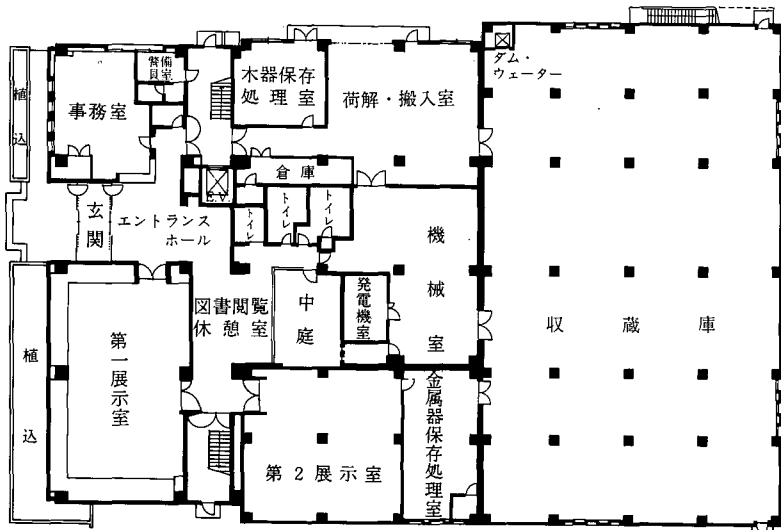 ダム・
ウェーター
警備
員室
木器保存
処理室
荷解・搬入室
事務室
植込
倉庫
E.V.
トイレ
トイレ
トイレ
玄関
エントランス
ホール
機械室
図書閲覧
休憩室
中庭
発電機室
収蔵庫
第一展示室
植込
金属器保存処理室
第2展示室